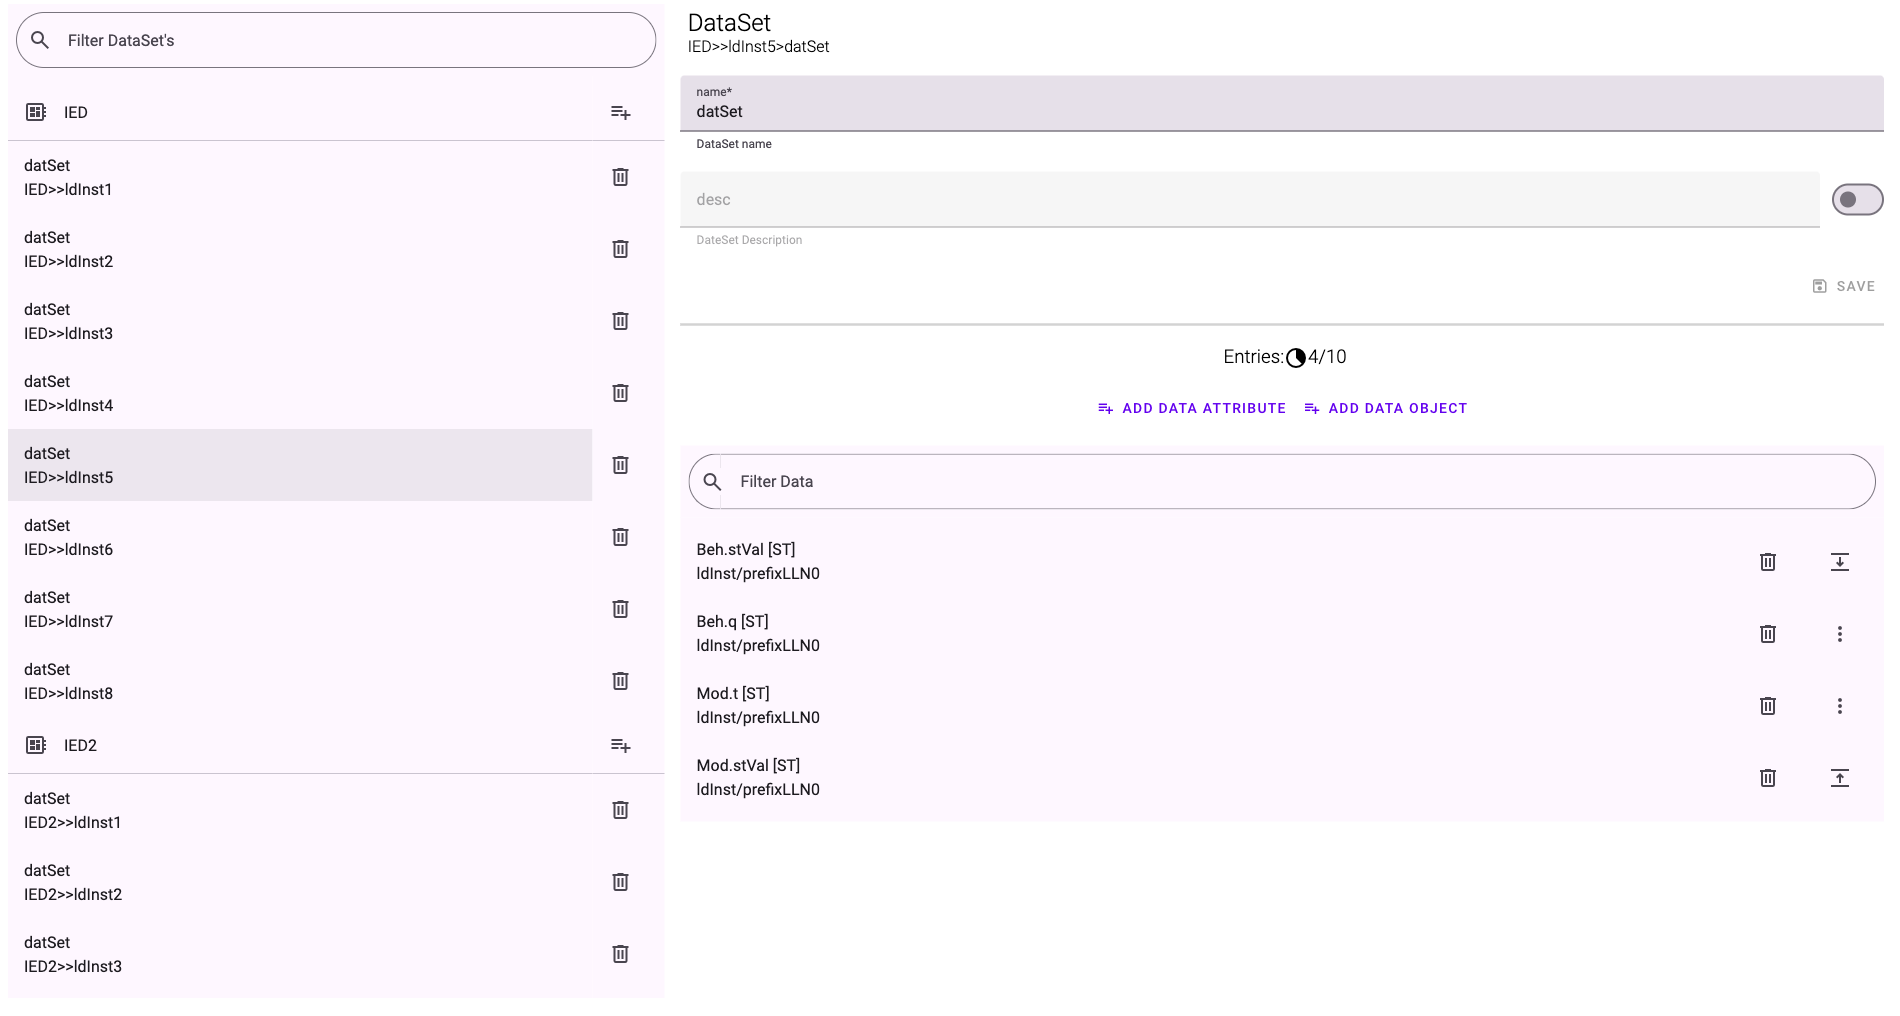 Filter DataSet's
IED
datSet
IED>>ldInst1
datSet
IED>>ldInst2
datSet
IED>>ldInst3
datSet
IED>>ldInst4
datSet
IED>>ldInst5
datSet
IED>>ldInst6
datSet
IED>>ldInst7
datSet
IED>>ldInst8
IED2
datSet
IED2>>ldInst1
datSet
IED2>>ldInst2
datSet
IED2>>ldInst3
DataSet
IED>>ldInst5>datSet
name*
datSet
DataSet name
desc
DateSet Description
SAVE
Entries: 4/10
ADD DATA ATTRIBUTE ADD DATA OBJECT
Filter Data
Beh.stVal [ST]
ldInst/prefixLLN0
Beh.q [ST]
ldInst/prefixLLN0
Mod.t [ST]
ldInst/prefixLLN0
Mod.stVal [ST]
ldInst/prefixLLN0